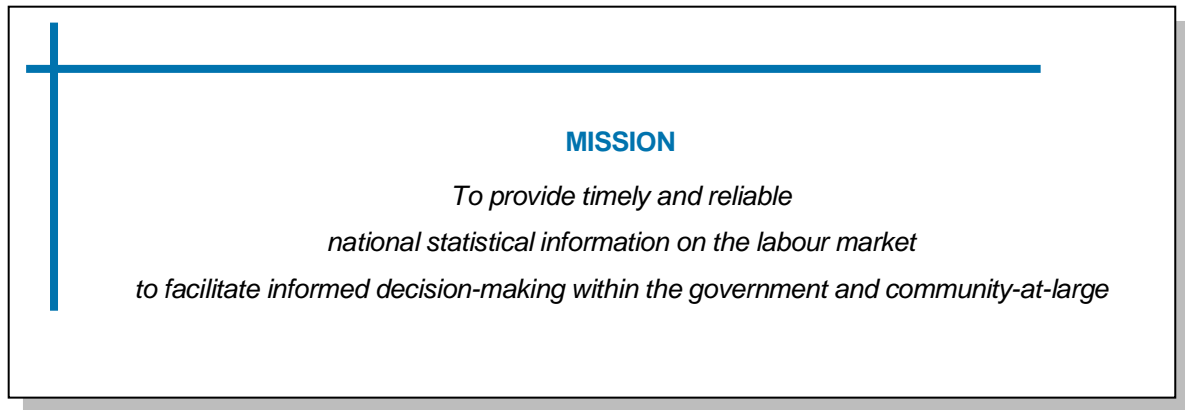 MISSION
To provide timely and reliable
national statistical information on the labour market
to facilitate informed decision-making within the government and community-at-large